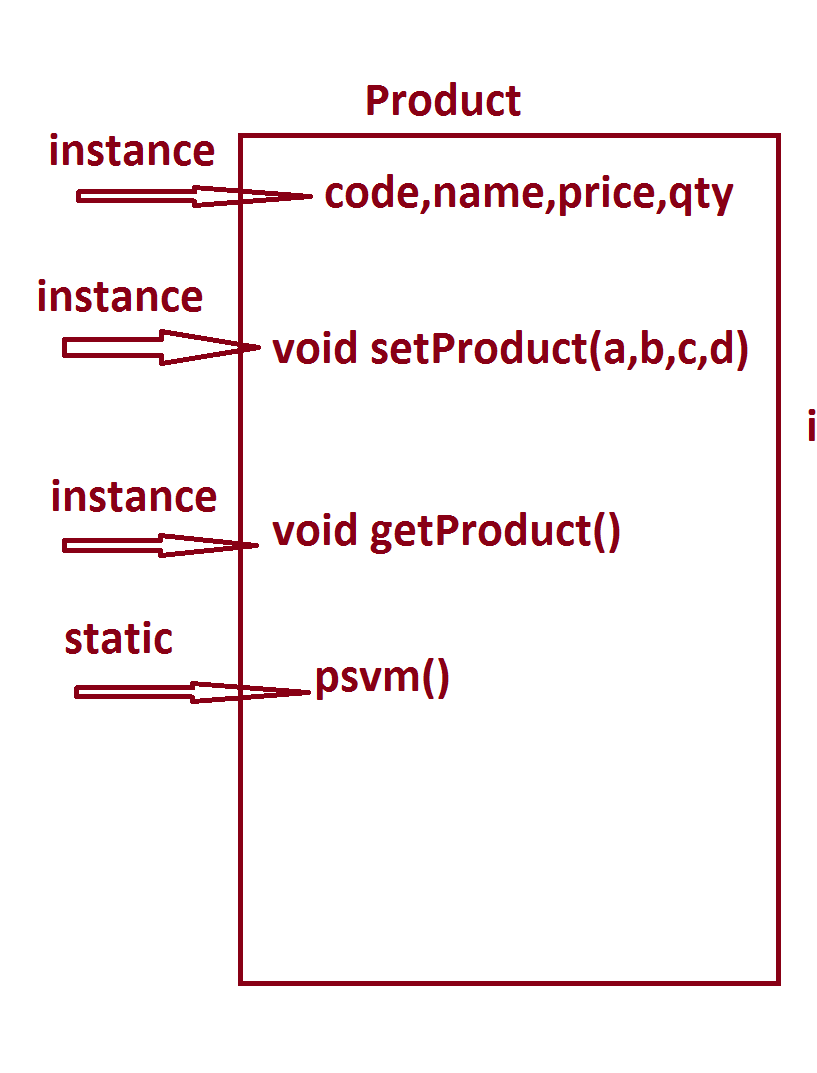 Product
instance
code,name,price,qty
instance
void setProduct(a,b,c,d)
i
instance
void getProduct()
static
psvm()